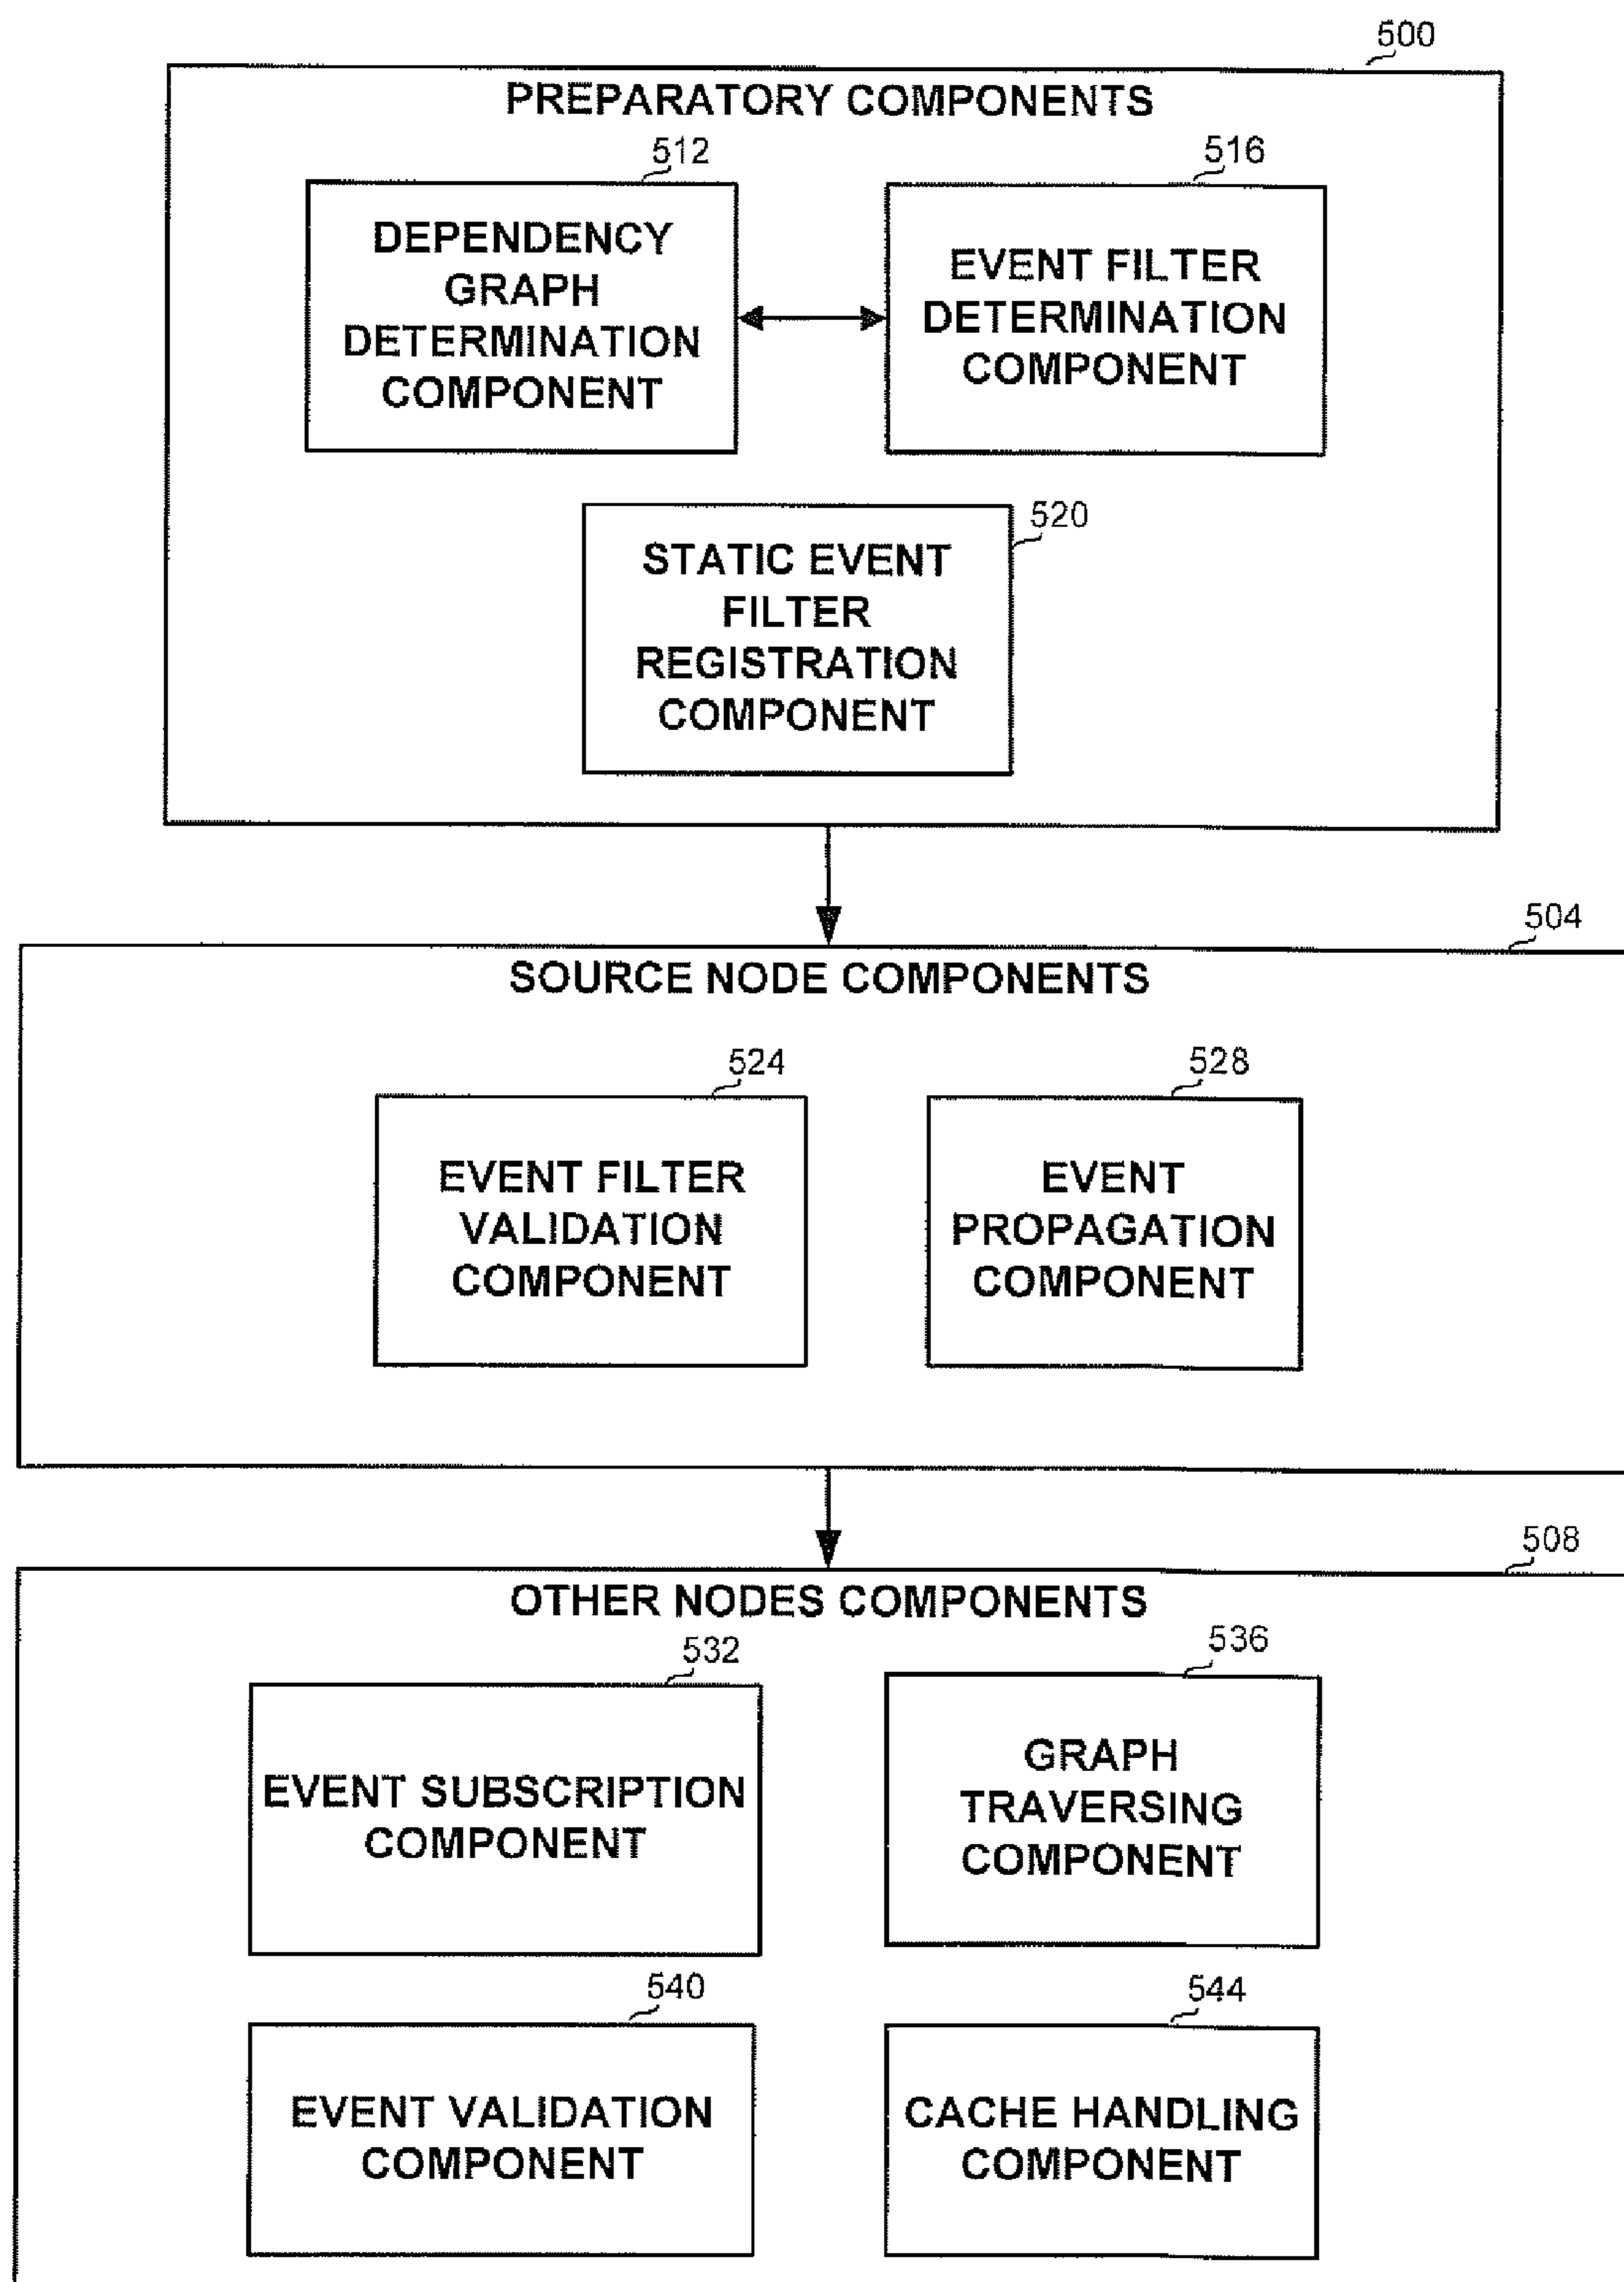 500
PREPARATORY COMPONENTS
512
DEPENDENCY
GRAPH
DETERMINATION
COMPONENT
516
EVENT FILTER
DETERMINATION
COMPONENT
520
STATIC EVENT
FILTER
REGISTRATION
COMPONENT
504
SOURCE NODE COMPONENTS
524
EVENT FILTER
VALIDATION
COMPONENT
528
EVENT
PROPAGATION
COMPONENT
508
OTHER NODES COMPONENTS
532
EVENT SUBSCRIPTION
COMPONENT
536
GRAPH
TRAVERSING
COMPONENT
540
EVENT VALIDATION
COMPONENT
544
CACHE HANDLING
COMPONENT